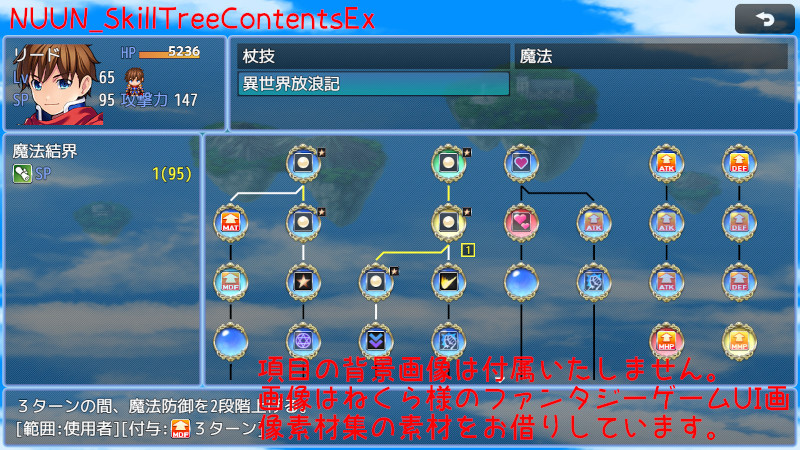 NUUN_SkillTreeContentsEx
リード
HP 5236
Lv 65
SP 95 攻撃力 147
杖技
魔法
異世界放浪記
魔法結界
SP 1(95)
ATK
DEF
MAT
ATK
ATK
DEF
1
MDF
ATK
DEF
MHP
MHP
項目の背景画像は付属いたしません。
画像はねくら様のファンタジーゲームUI画
像素材集の素材をお借りしています。
３ターンの間、魔法防御を2段階上げる。
[範囲:使用者][付与: MDF ３ターン]